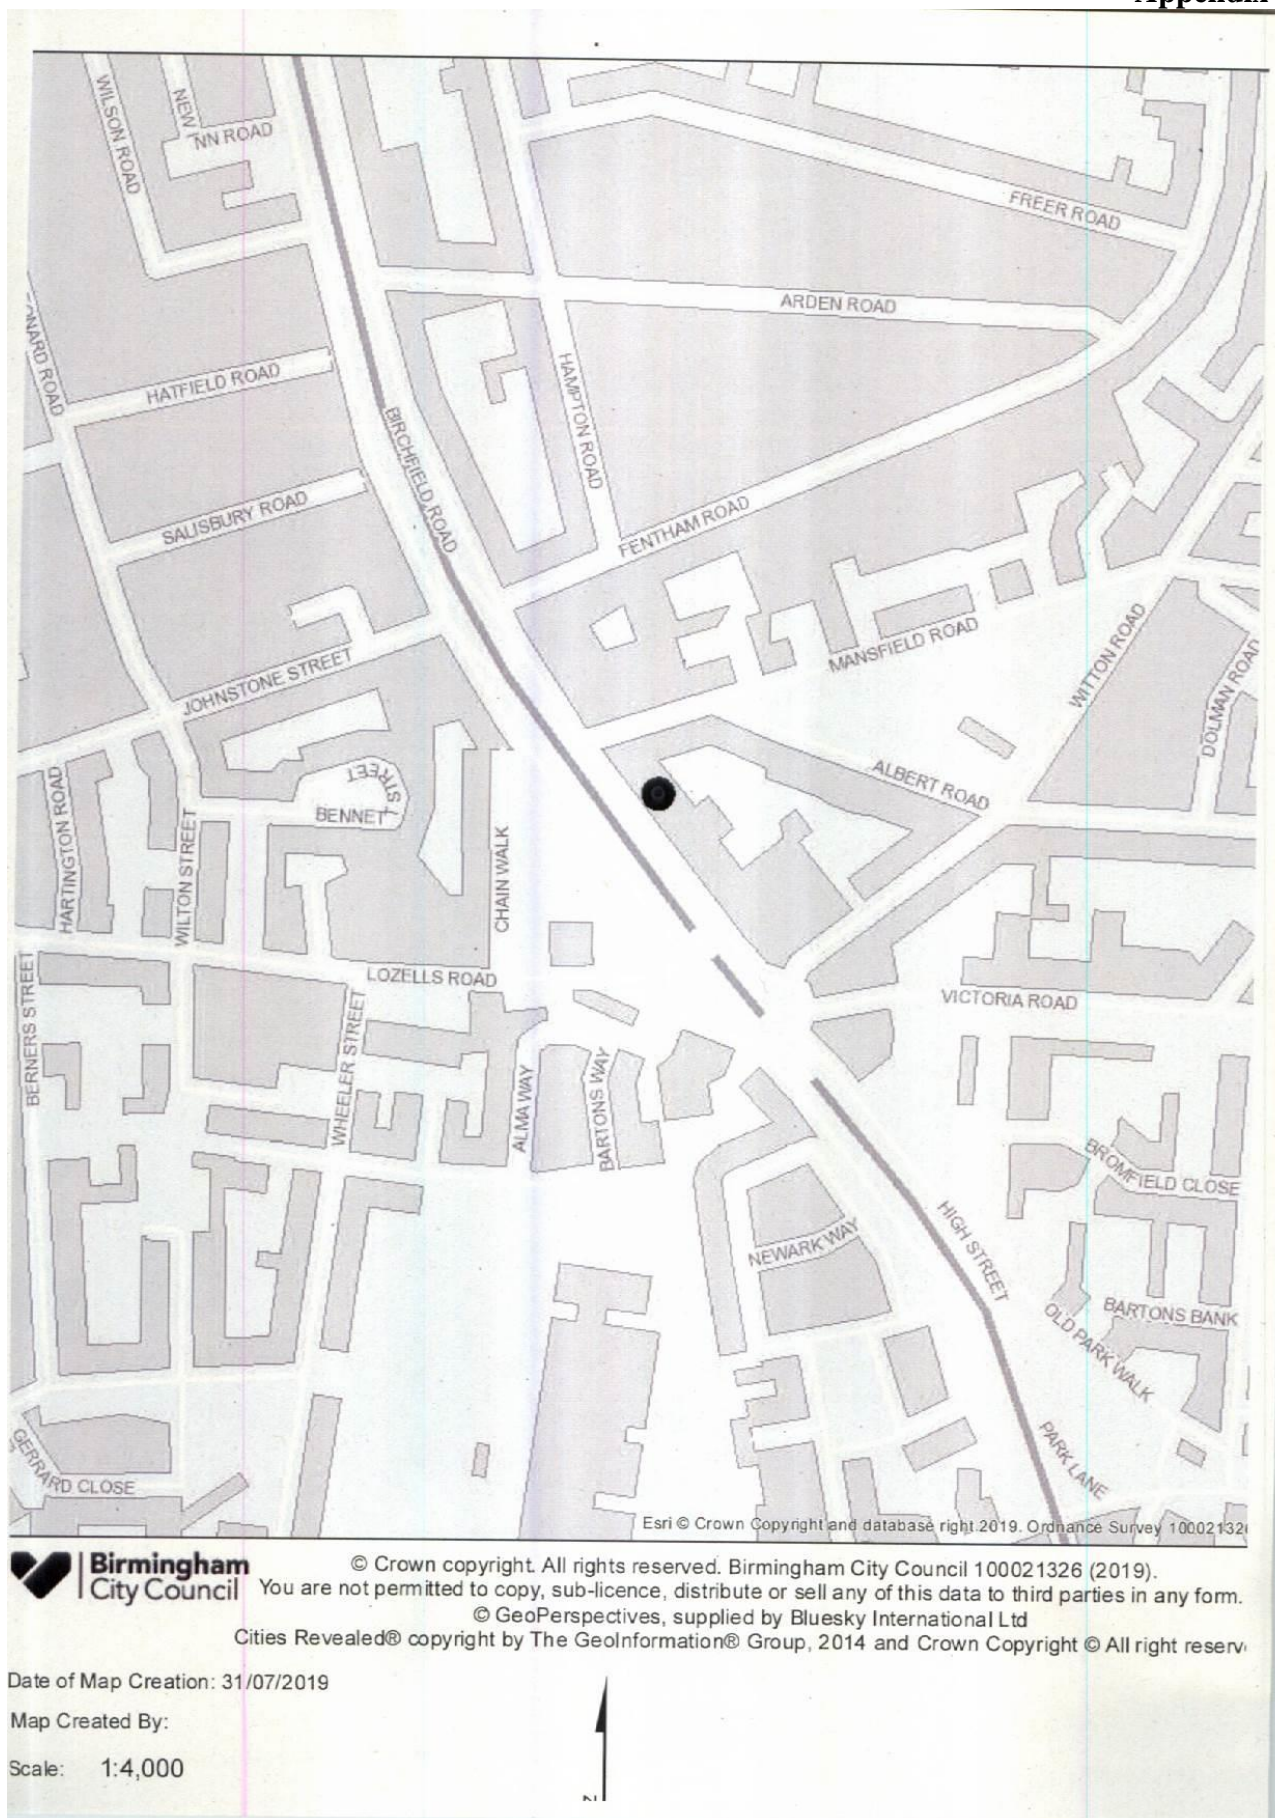 Appendix
WILSON ROAD
NEW
INN ROAD
FREER ROAD
ARDEN ROAD
HATFIELD ROAD
BIRCHFIELD ROAD
HAMPTON ROAD
SALISBURY ROAD
FENTHAM ROAD
MANSFIELD ROAD
WITTON ROAD
DOLMAN ROAD
JOHNSTONE STREET
STREET
BENNET
ALBERT ROAD
HARTINGTON ROAD
WILTON STREET
CHAIN WALK
LOZELLS ROAD
VICTORIA ROAD
BERNERS STREET
WHEELER STREET
ALMA WAY
BARTONS WAY
BROMFIELD CLOSE
NEWARK WAY
HIGH STREET
BARTONS BANK
OLD PARK WALK
PARK LANE
GERRARD CLOSE
Esri © Crown Copyright and database right 2019. Ordnance Survey 10002132
Birmingham
City Council
© Crown copyright. All rights reserved. Birmingham City Council 100021326 (2019).
You are not permitted to copy, sub-licence, distribute or sell any of this data to third parties in any form.
© GeoPerspectives, supplied by Bluesky International Ltd
Cities Revealed® copyright by The GeoInformation® Group, 2014 and Crown Copyright © All right reserv
Date of Map Creation: 31/07/2019
Map Created By:
Scale: 1:4,000
N